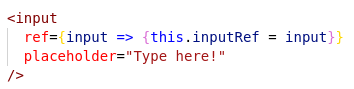 <input
  ref={input => {this.inputRef = input}}
  placeholder="Type here!"
/>